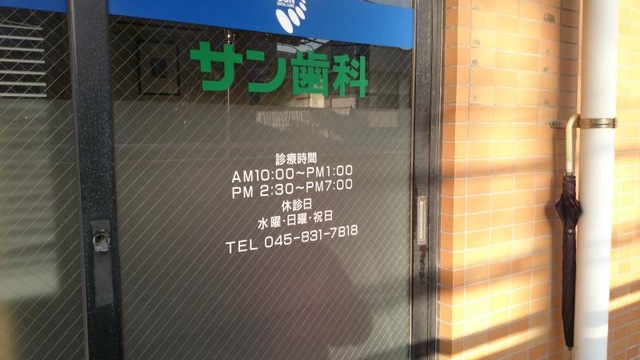 サン歯科
診療時間
AM10:00~PM1:00
PM 2:30~PM7:00
休診日
水曜・日曜・祝日
TEL 045-831-7818